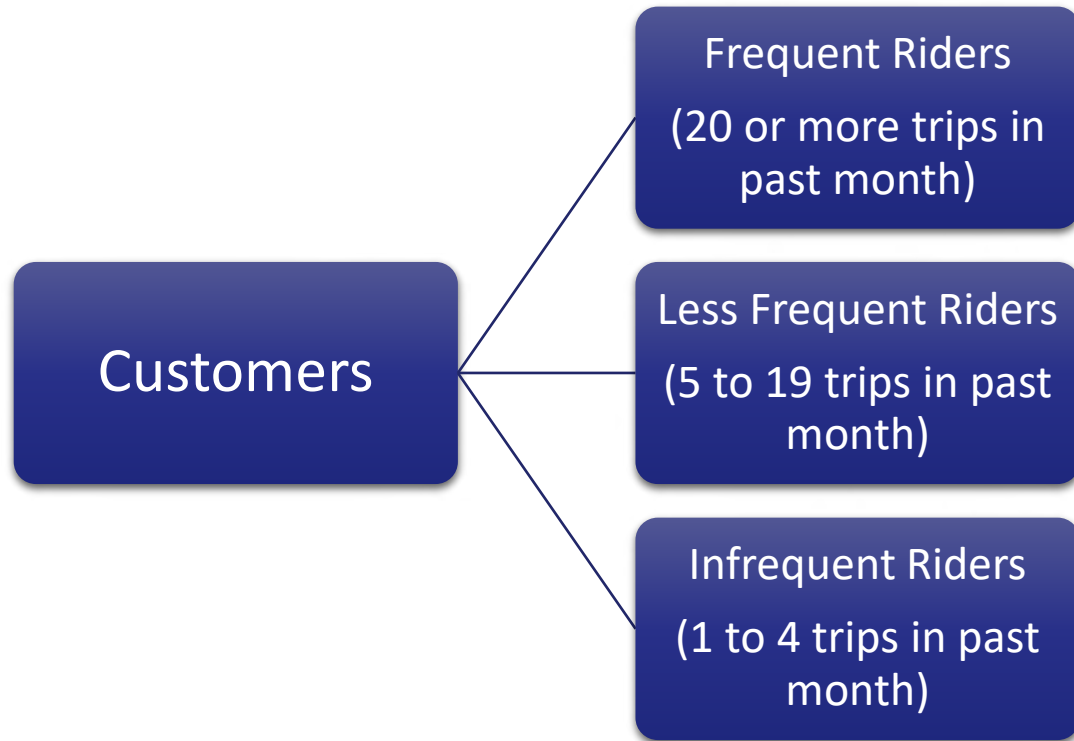 Customers
Frequent Riders
(20 or more trips in
past month)
Less Frequent Riders
(5 to 19 trips in past
month)
Infrequent Riders
(1 to 4 trips in past
month)